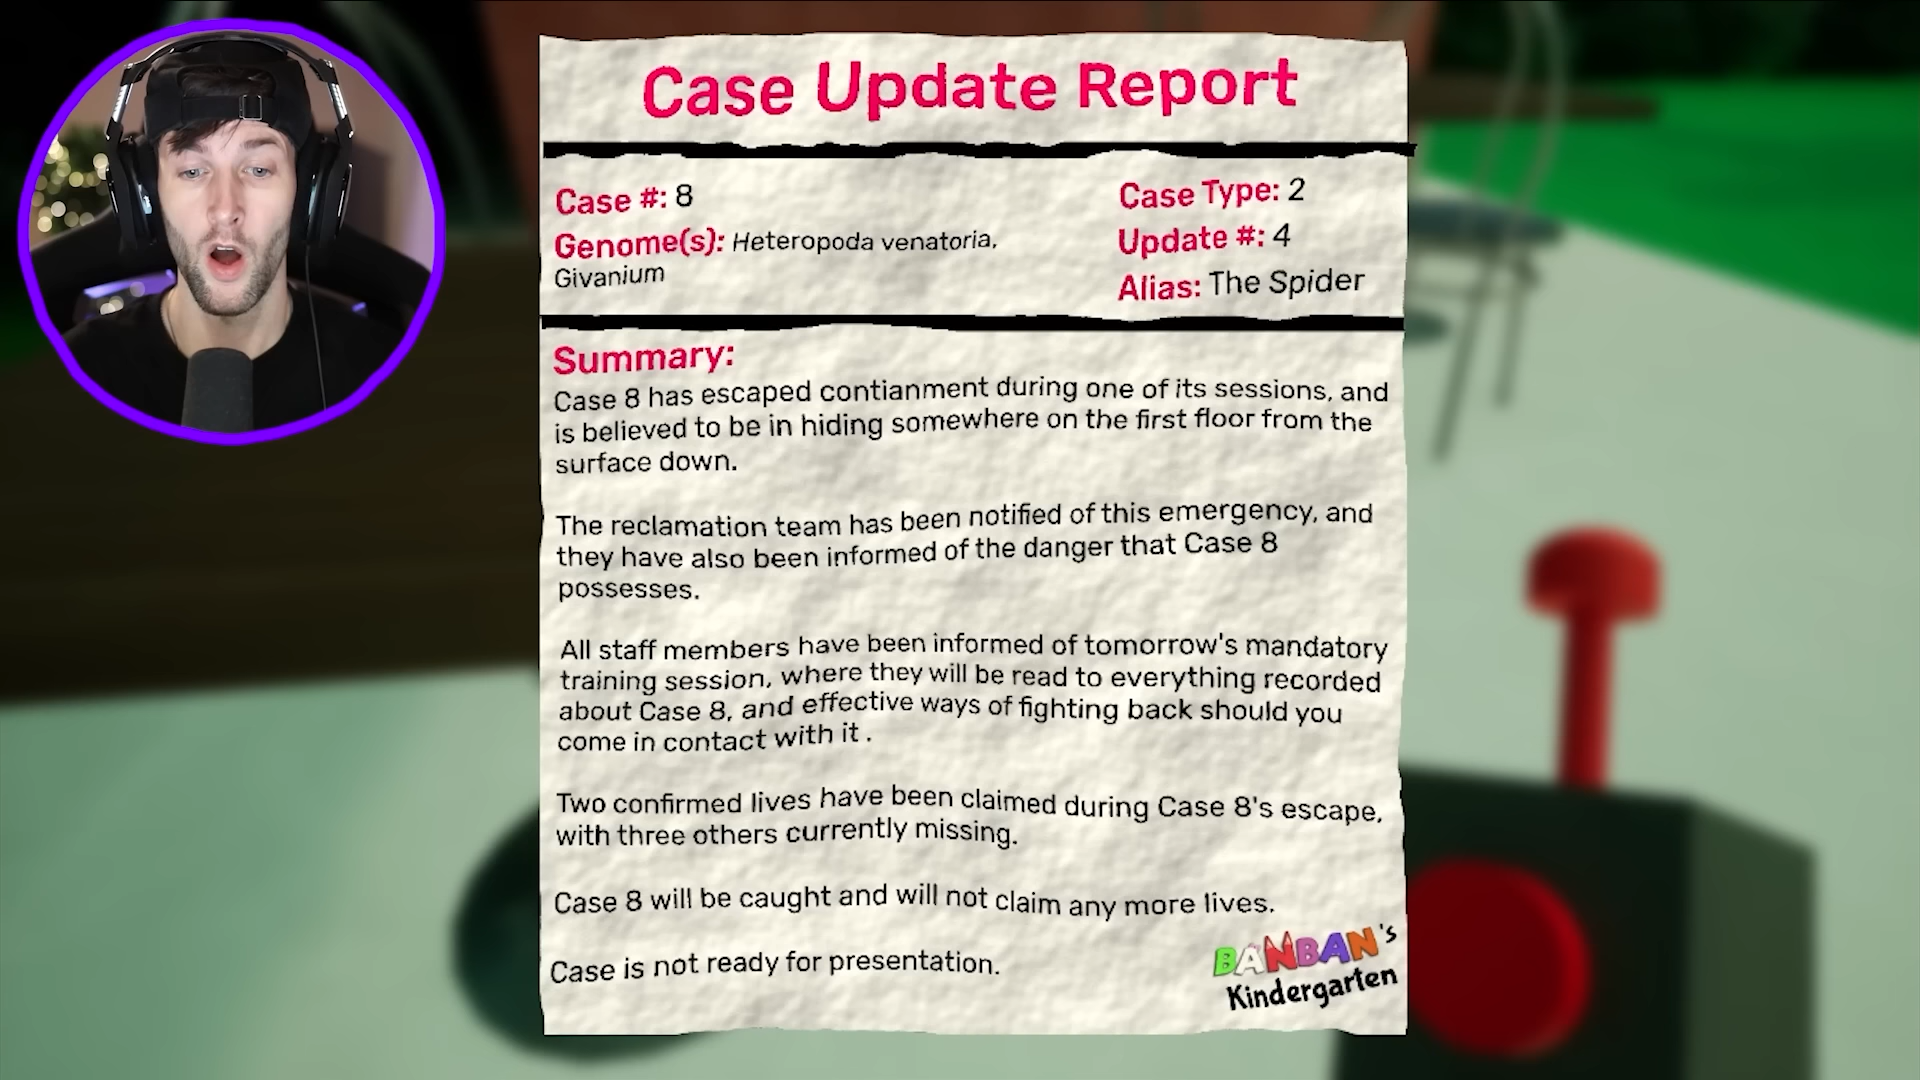 Case Update Report
Case #: 8
Genome(s): Heteropoda venatoria,
Givanium
Case Type: 2
Update #: 4
Alias: The Spider
Summary:
Case 8 has escaped contianment during one of its sessions, and
is believed to be in hiding somewhere on the first floor from the
surface down.
The reclamation team has been notified of this emergency, and
they have also been informed of the danger that Case 8
possesses.
All staff members have been informed of tomorrow's mandatory
training session, where they will be read to everything recorded
about Case 8, and effective ways of fighting back should you
come in contact with it .
Two confirmed lives have been claimed during Case 8's escape,
with three others currently missing.
Case 8 will be caught and will not claim any more lives.
Case is not ready for presentation.
BANBAN's
Kindergarten